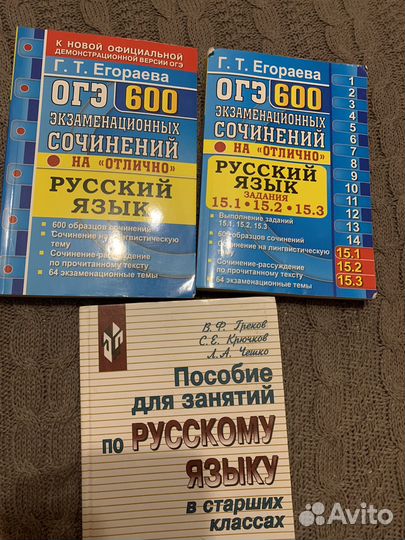 К НОВОЙ ОФИЦИАЛЬНОЙ
ДЕМОНСТРАЦИОННОЙ ВЕРСИИ ОГЭ
Г. Т. Егораева
ОГЭ 600
ЭКЗАМЕНАЦИОННЫХ
СОЧИНЕНИЙ
НА «ОТЛИЧНО»
РУССКИЙ
ЯЗЫК
600 образцов сочинений
Сочинение на лингвистическую
тему
Сочинение-рассуждение
по прочитанному тексту
64 экзаменационные темы
Г. Т. Егораева
ОГЭ 600
ЭКЗАМЕНАЦИОННЫХ
СОЧИНЕНИЙ
НА «ОТЛИЧНО»
РУССКИЙ
ЯЗЫК
ЗАДАНИЯ
15.1 • 15.2 • 15.3
Выполнение заданий
15.1, 15.2, 15.3
600 образцов сочинений
Сочинение на лингвистическую
тему
Сочинение-рассуждение
по прочитанному тексту
64 экзаменационные темы
1
2
3
4
5
6
7
8
9
10
11
12
13
14
15.1
15.2
15.3
В. Ф. Греков
С. Е. Крючков
Л. А. Чешко
Пособие
для занятий
по РУССКОМУ
ЯЗЫКУ
в старших
классах
Avito